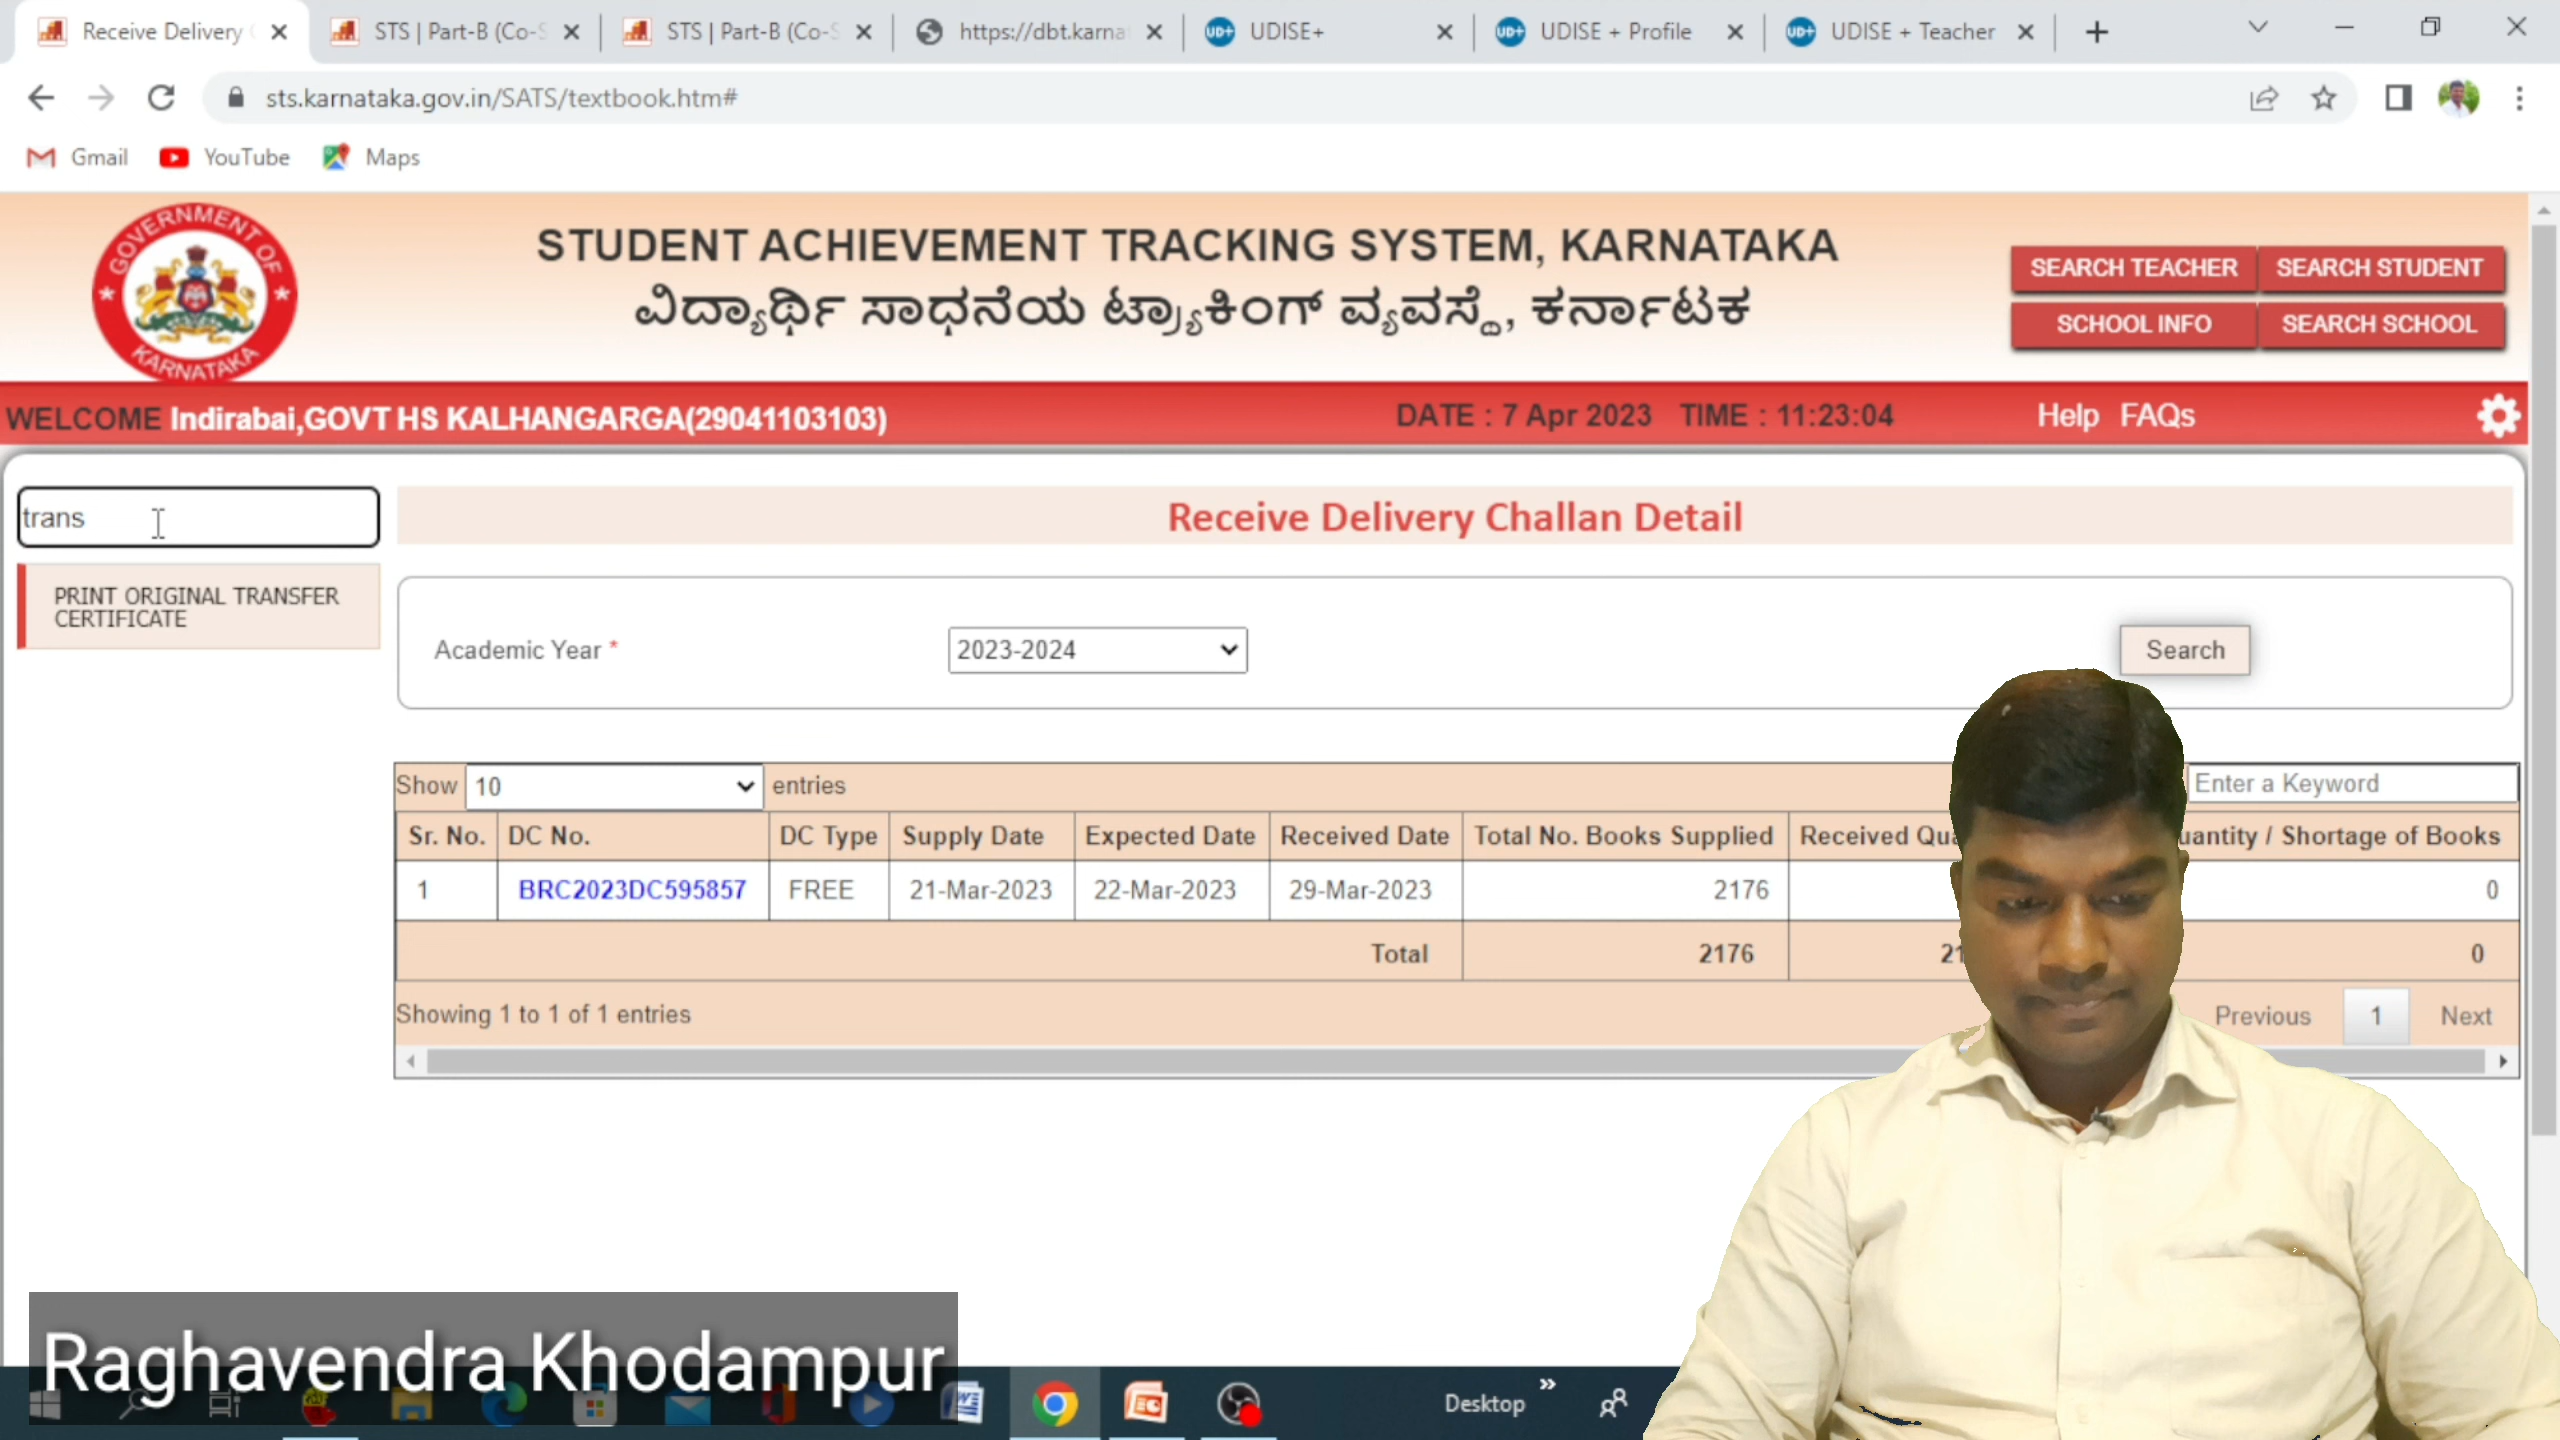 Receive Delivery
STS | Part-B (Co-S
STS | Part-B (Co-S
https://dbt.karna
UDISE+
UDISE + Profile
UDISE + Teacher
sts.karnataka.gov.in/SATS/textbook.htm#
Gmail YouTube Maps
GOVERNMENT OF KARNATAKA
STUDENT ACHIEVEMENT TRACKING SYSTEM, KARNATAKA
ವಿದ್ಯಾರ್ಥಿ ಸಾಧನೆಯ ಟ್ರ್ಯಾಕಿಂಗ್ ವ್ಯವಸ್ಥೆ, ಕರ್ನಾಟಕ
SEARCH TEACHER SEARCH STUDENT
SCHOOL INFO SEARCH SCHOOL
WELCOME Indirabai,GOVT HS KALHANGARGA(29041103103) DATE : 7 Apr 2023 TIME : 11:23:04 Help FAQs
trans
PRINT ORIGINAL TRANSFER
CERTIFICATE
Receive Delivery Challan Detail
Academic Year * 2023-2024 Search
Show 10 entries Enter a Keyword
Sr. No. DC No. DC Type Supply Date Expected Date Received Date Total No. Books Supplied Received Qua uantity / Shortage of Books
1 BRC2023DC595857 FREE 21-Mar-2023 22-Mar-2023 29-Mar-2023 2176 0
Total 2176 21 0
Showing 1 to 1 of 1 entries Previous 1 Next
Raghavendra Khodampur
Desktop